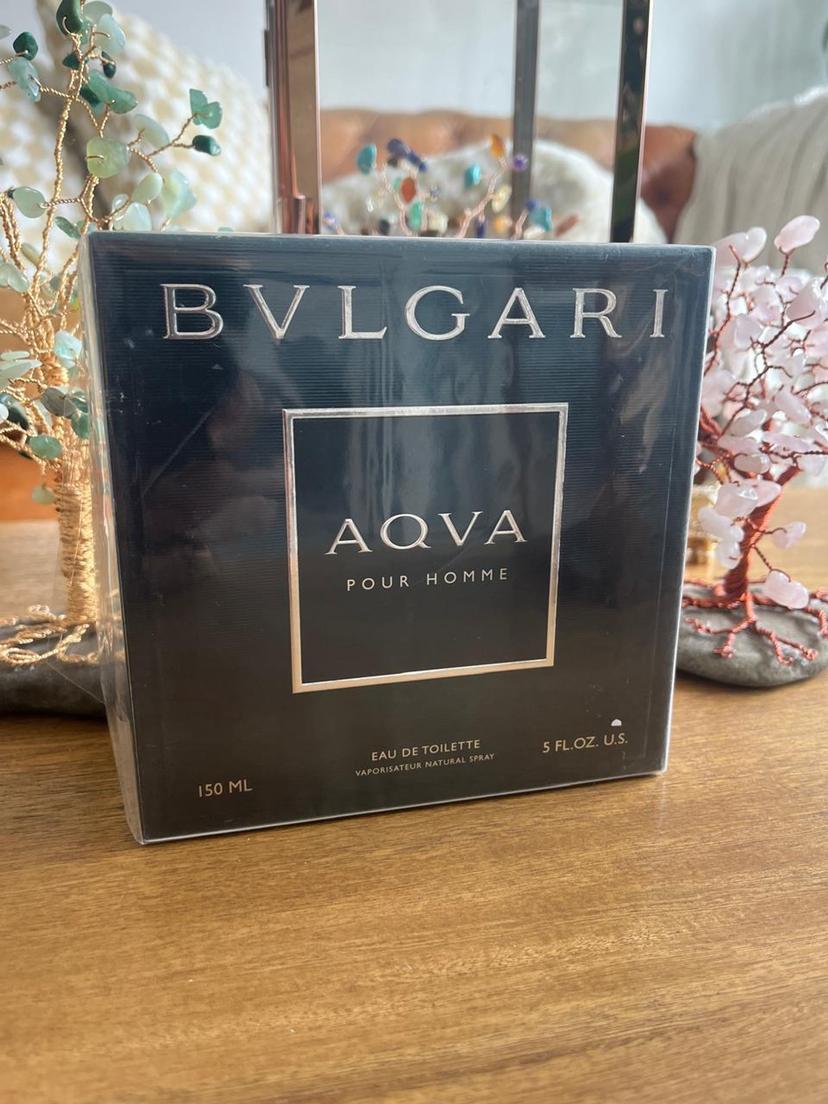 BVLGARI
AQVA
POUR HOMME
EAU DE TOILETTE
VAPORISATEUR NATURAL SPRAY
150 ML
5 FL.OZ. U.S.